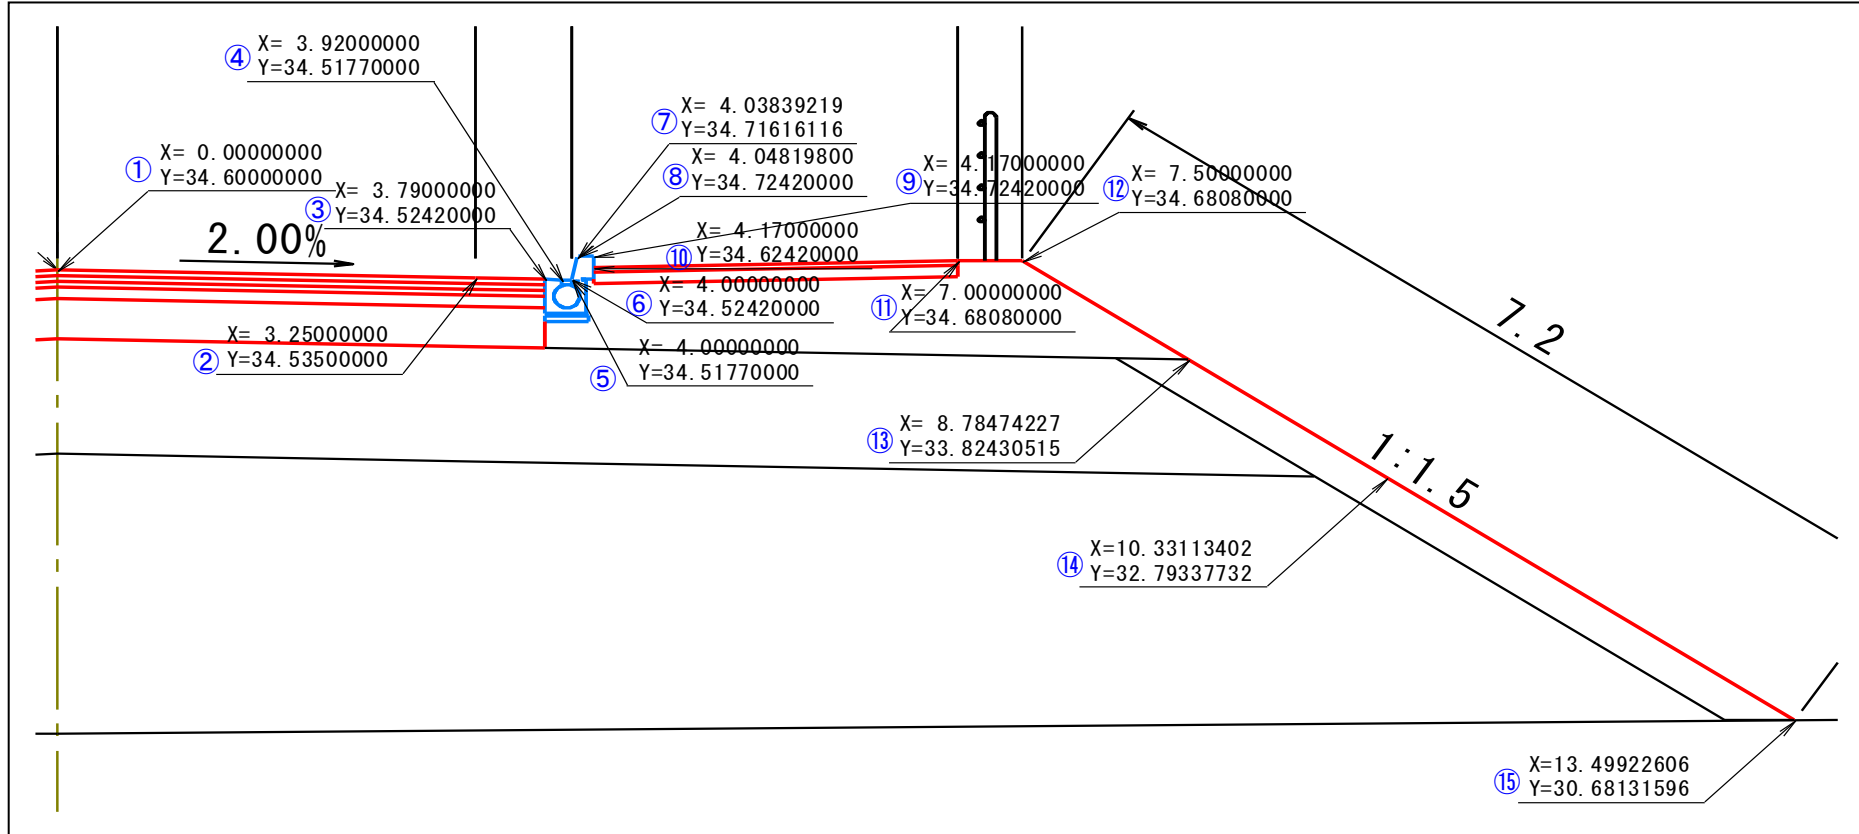 ④ X= 3.92000000
Y=34.51770000
⑦ X= 4.03839219
Y=34.71616116
① X= 0.00000000
Y=34.60000000
⑧ X= 4.04819800
Y=34.72420000
⑨ X= 4.17000000
Y=34.72420000
⑫ X= 7.50000000
Y=34.68080000
③ X= 3.79000000
Y=34.52420000
2.00%
⑩ X= 4.17000000
Y=34.62420000
⑥ X= 4.00000000
Y=34.52420000
⑪ X= 7.00000000
Y=34.68080000
7.2
② X= 3.25000000
Y=34.53500000
⑤ X= 4.00000000
Y=34.51770000
⑬ X= 8.78474227
Y=33.82430515
1:1.5
⑭ X=10.33113402
Y=32.79337732
⑮ X=13.49922606
Y=30.68131596